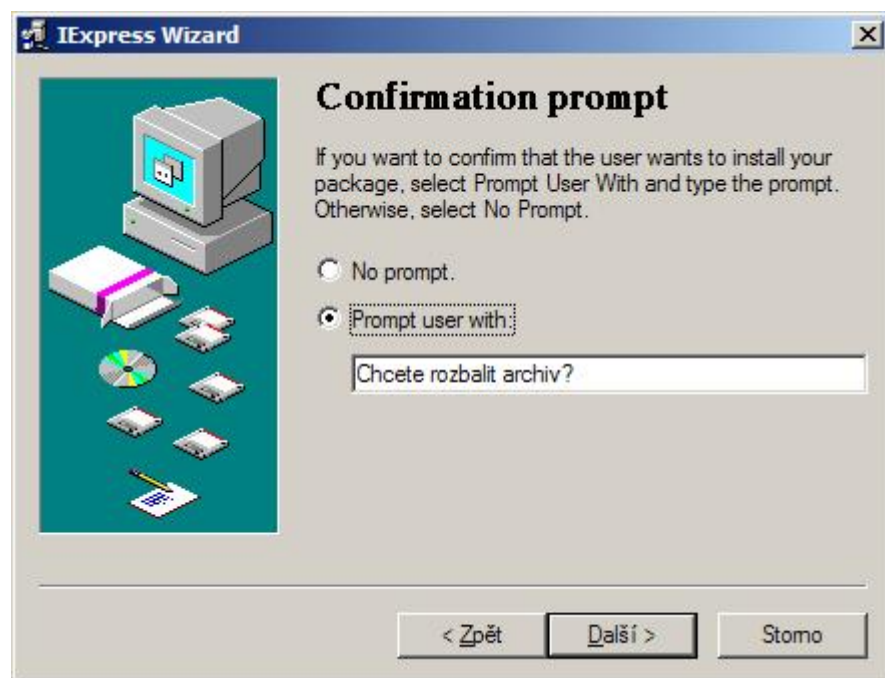 IExpress Wizard
Confirmation prompt
If you want to confirm that the user wants to install your
package, select Prompt User With and type the prompt.
Otherwise, select No Prompt.
No prompt.
Prompt user with:
Chcete rozbalit archiv?
< Zpět
Další >
Storno